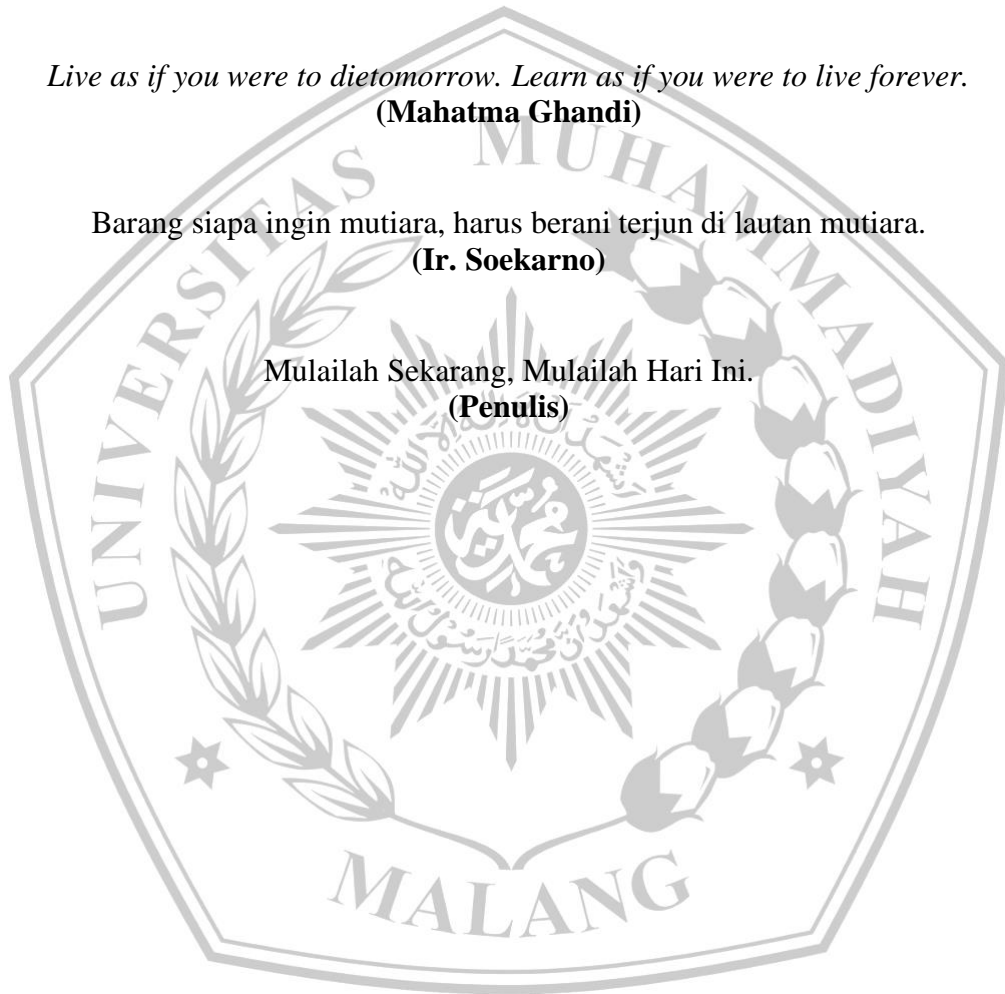 Live as if you were to dietomorrow. Learn as if you were to live forever.
(Mahatma Ghandi)
Barang siapa ingin mutiara, harus berani terjun di lautan mutiara.
(Ir. Soekarno)
Mulailah Sekarang, Mulailah Hari Ini.
(Penulis)
UNIVERSITAS MUHAMMADIYAH
MALANG